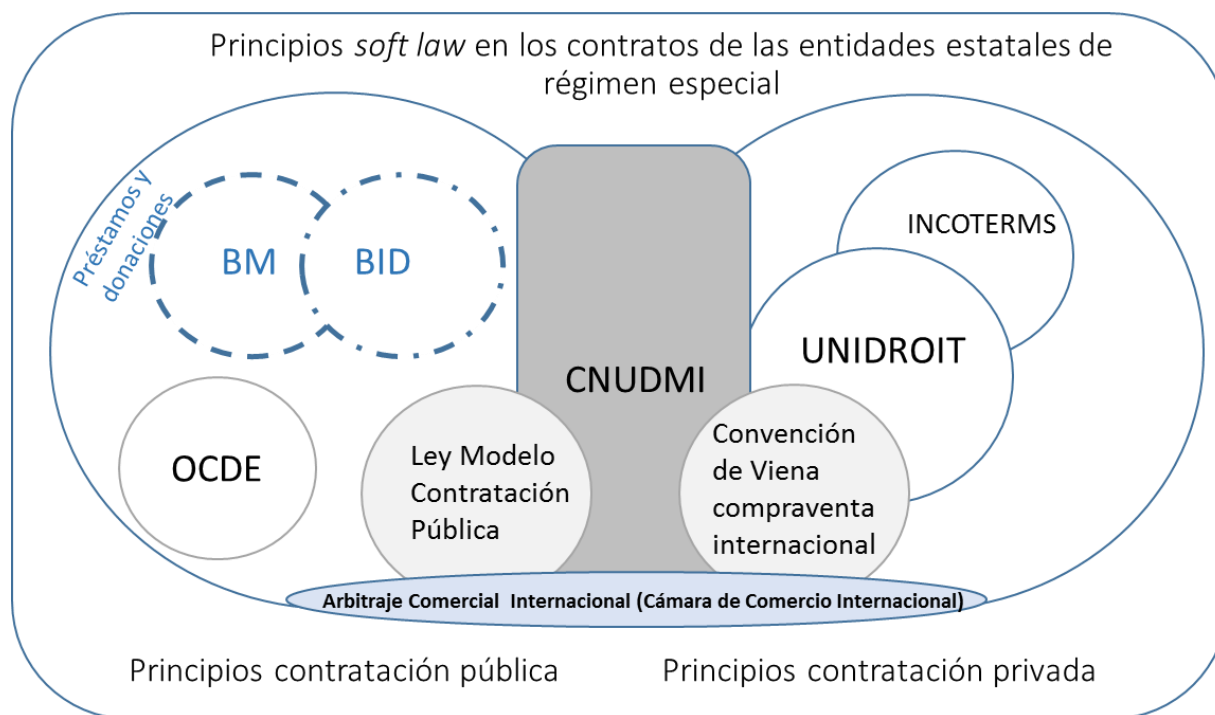 Principios soft law en los contratos de las entidades estatales de
régimen especial
Préstamos y
donaciones
BM
BID
OCDE
Ley Modelo
Contratación
Pública
CNUDMI
INCOTERMS
UNIDROIT
Convención
de Viena
compraventa
internacional
Arbitraje Comercial Internacional (Cámara de Comercio Internacional)
Principios contratación pública
Principios contratación privada